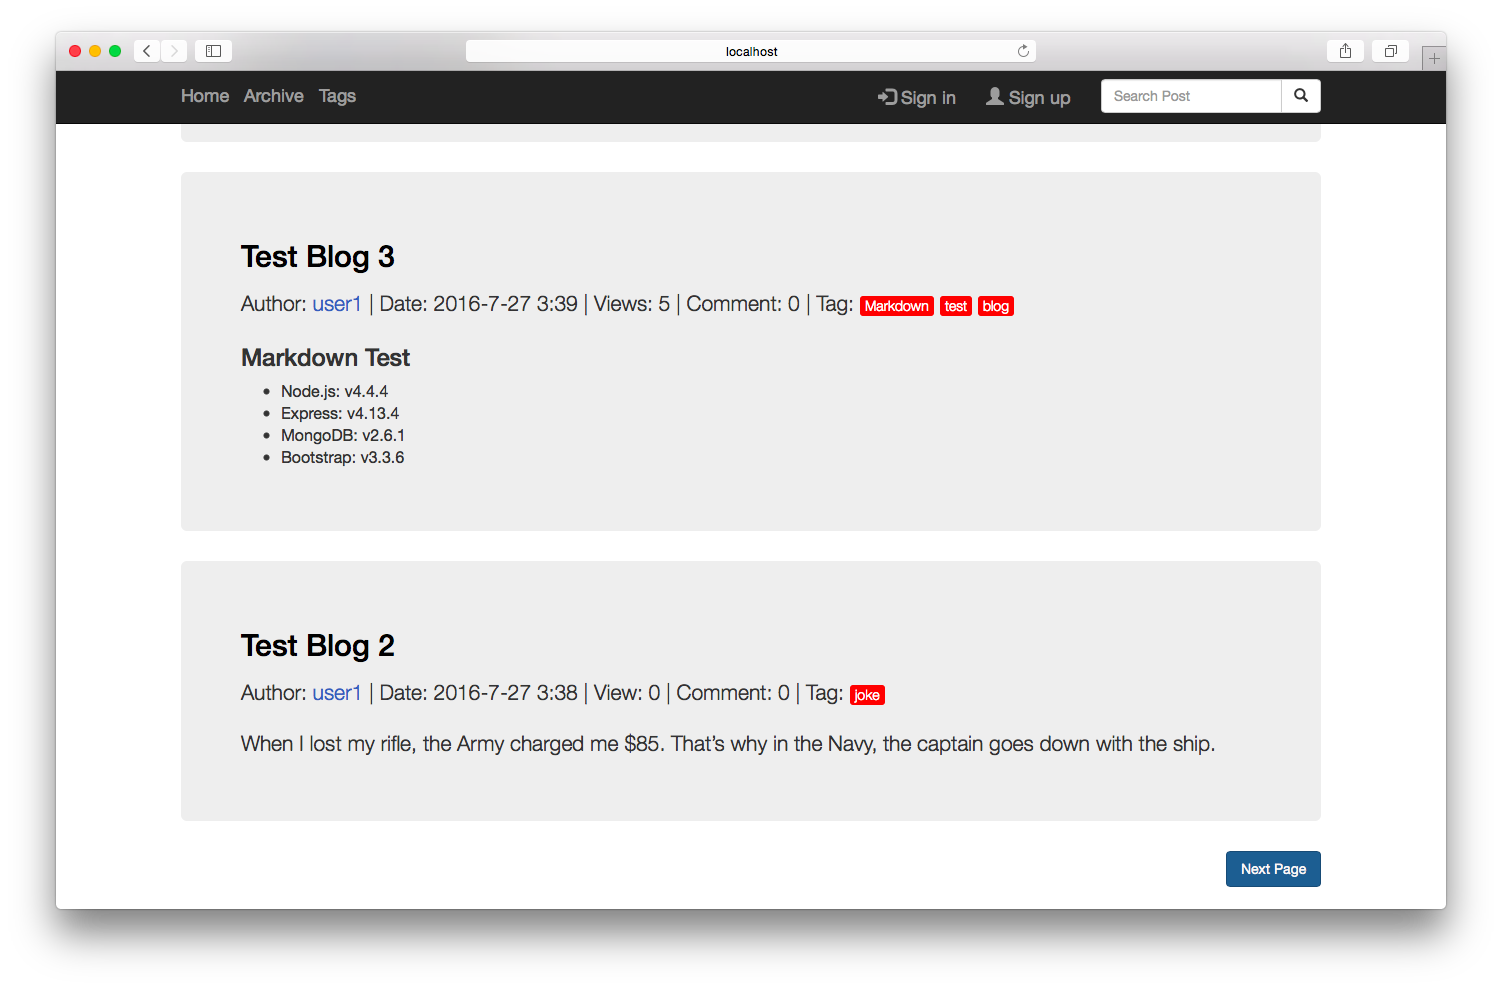 localhost
Home Archive Tags Sign in Sign up Search Post
Test Blog 3
Author: user1 | Date: 2016-7-27 3:39 | Views: 5 | Comment: 0 | Tag: Markdown test blog
Markdown Test
• Node.js: v4.4.4
• Express: v4.13.4
• MongoDB: v2.6.1
• Bootstrap: v3.3.6
Test Blog 2
Author: user1 | Date: 2016-7-27 3:38 | View: 0 | Comment: 0 | Tag: joke
When I lost my rifle, the Army charged me $85. That’s why in the Navy, the captain goes down with the ship.
Next Page